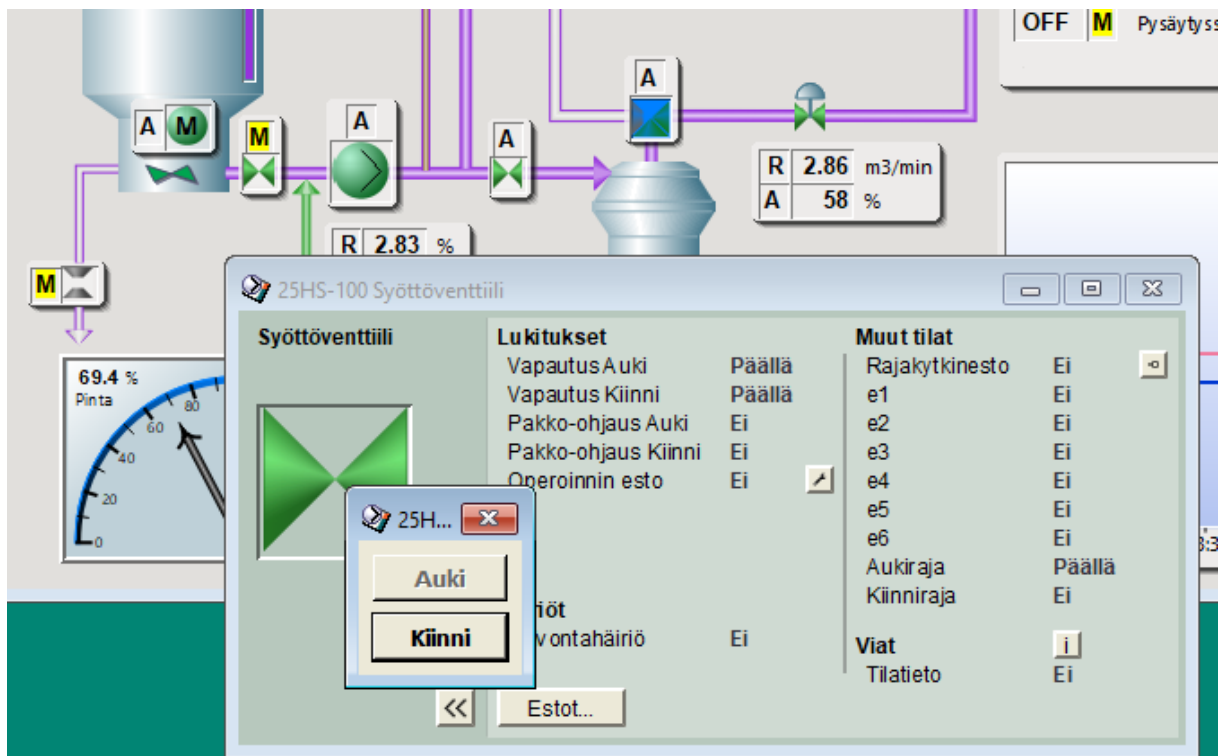 OFF M Pysäytyss
A
A M
M
A
A
R 2.86 m3/min
A 58 %
R 2.83 %
M
69.4 %
Pinta
80
60
40
20
0
25HS-100 Syöttöventtiili
Syöttöventtiili
Lukitukset
Vapautus Auki Päällä
Vapautus Kiinni Päällä
Pakko-ohjaus Auki Ei
Pakko-ohjaus Kiinni Ei
Operoinnin esto Ei
Muut tilat
Rajakytkinesto Ei
e1 Ei
e2 Ei
e3 Ei
e4 Ei
e5 Ei
e6 Ei
Aukiraja Päällä
Kiinniraja Ei
Viat i
Tilatieto Ei
25H...
Auki
Kiinni
iöt
vontahäiriö Ei
<< Estot...